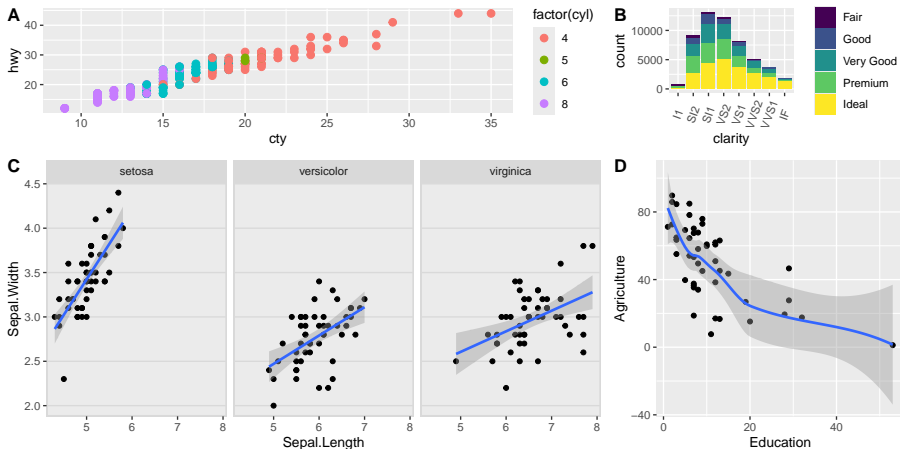 A
hwy
40
30
20
10
15
20
25
30
35
cty
factor(cyl)
4
5
6
8
B
count
10000
5000
0
I1
SI2
SI1
VS2
VS1
VVS2
VVS1
IF
clarity
Fair
Good
Very Good
Premium
Ideal
C
setosa
versicolor
virginica
Sepal.Width
4.5
4.0
3.5
3.0
2.5
2.0
5
6
7
8
5
6
7
8
5
6
7
8
Sepal.Length
D
Agriculture
80
40
0
−40
0
20
40
Education